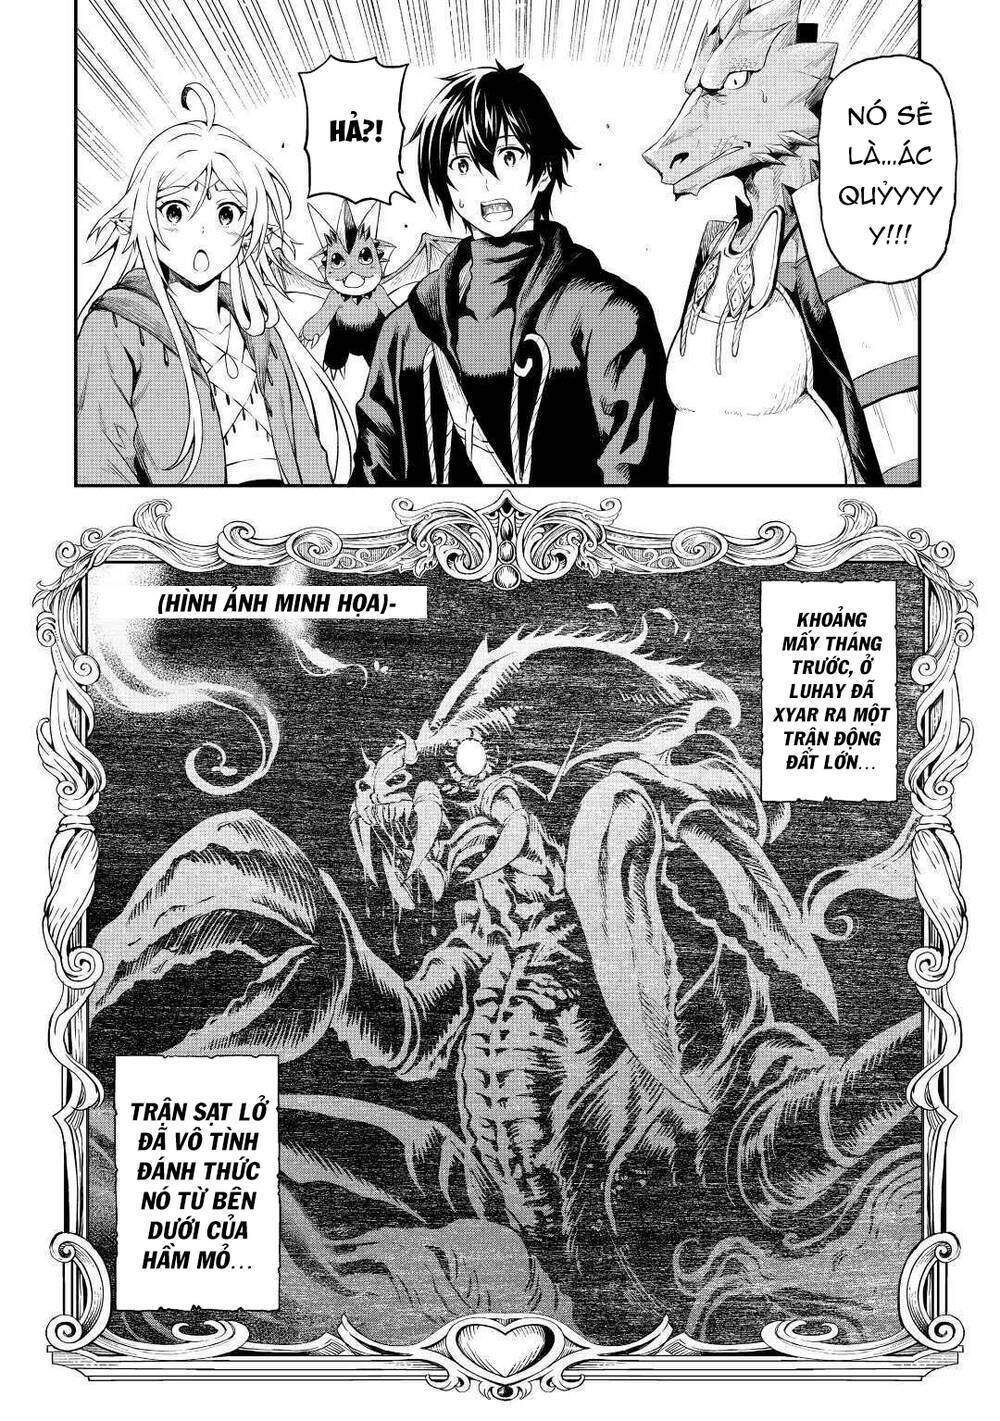 NÓ SẼ
LÀ...ÁC
QUỶYYY
Y!!!
HẢ?!
(HÌNH ẢNH MINH HỌA)-
KHOẢNG
MẤY THÁNG
TRƯỚC, Ở
LUHAY ĐÃ
XYAR RA MỘT
TRẬN ĐỘNG
ĐẤT LỚN...
TRẬN SẠT LỞ
ĐÃ VÔ TÌNH
ĐÁNH THỨC
NÓ TỪ BÊN
DƯỚI CỦA
HẦM MỎ...